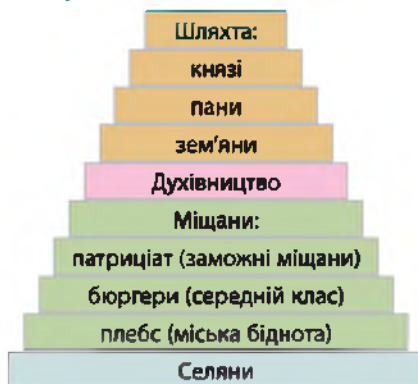 Шляхта:
князі
пани
зем'яни
Духівництво
Міщани:
патриціат (заможні міщани)
бюргери (середній клас)
плебс (міська біднота)
Селяни